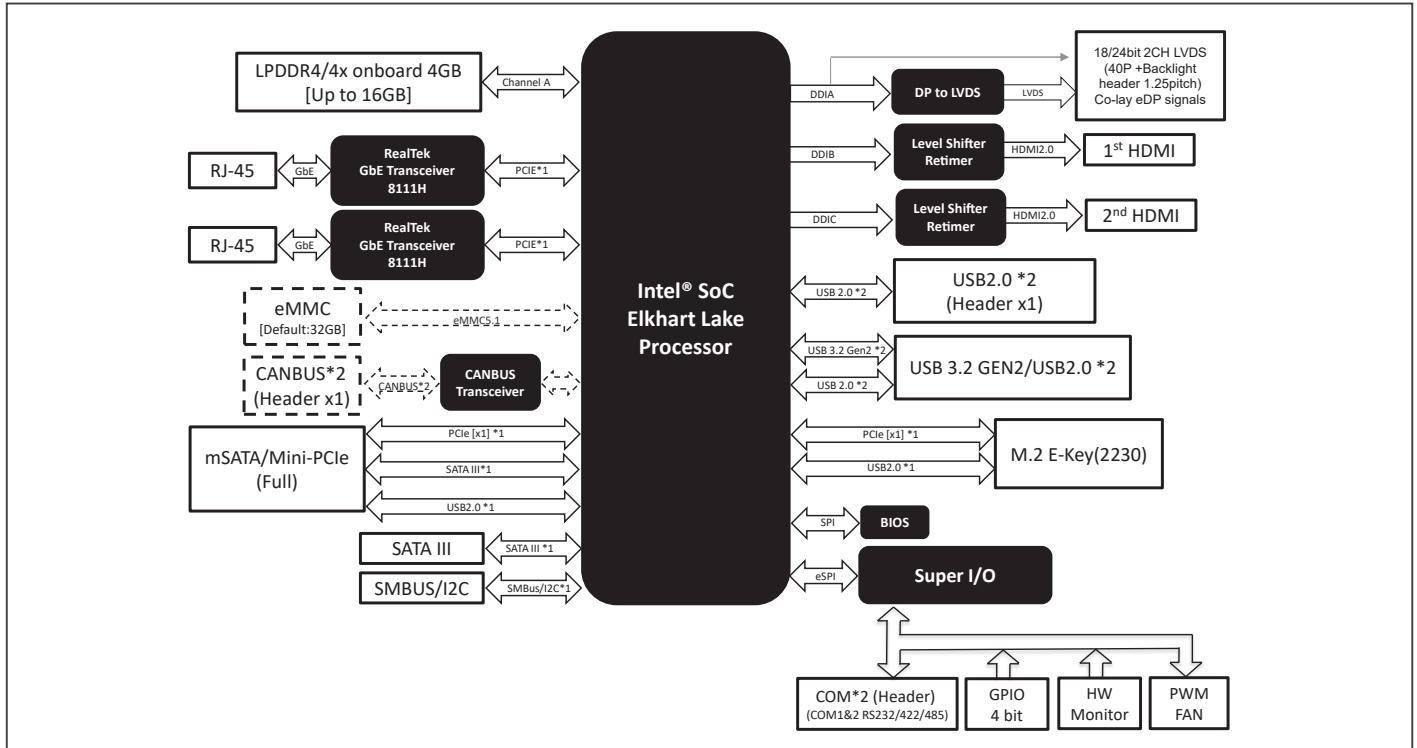 LPDDR4/4x onboard 4GB
[Up to 16GB]
Channel A
RJ-45
GbE
RealTek
GbE Transceiver
8111H
PCIE*1
RJ-45
GbE
RealTek
GbE Transceiver
8111H
PCIE*1
eMMC
[Default:32GB]
eMMC5.1
CANBUS*2
(Header x1)
CANBUS*2
CANBUS
Transceiver
mSATA/Mini-PCIe
(Full)
PCIe [x1] *1
SATA III*1
USB2.0 *1
SATA III
SATA III *1
SMBUS/I2C
SMBus/I2C*1
Intel® SoC
Elkhart Lake
Processor
DDIA
DP to LVDS
LVDS
18/24bit 2CH LVDS
(40P +Backlight
header 1.25pitch)
Co-lay eDP signals
DDIB
Level Shifter
Retimer
HDMI2.0
1st HDMI
DDIC
Level Shifter
Retimer
HDMI2.0
2nd HDMI
USB 2.0 *2
USB2.0 *2
(Header x1)
USB 3.2 Gen2 *2
USB 2.0 *2
USB 3.2 GEN2/USB2.0 *2
PCIe [x1] *1
USB2.0 *1
M.2 E-Key(2230)
SPI
BIOS
eSPI
Super I/O
COM*2 (Header)
(COM1&2 RS232/422/485)
GPIO
4 bit
HW
Monitor
PWM
FAN